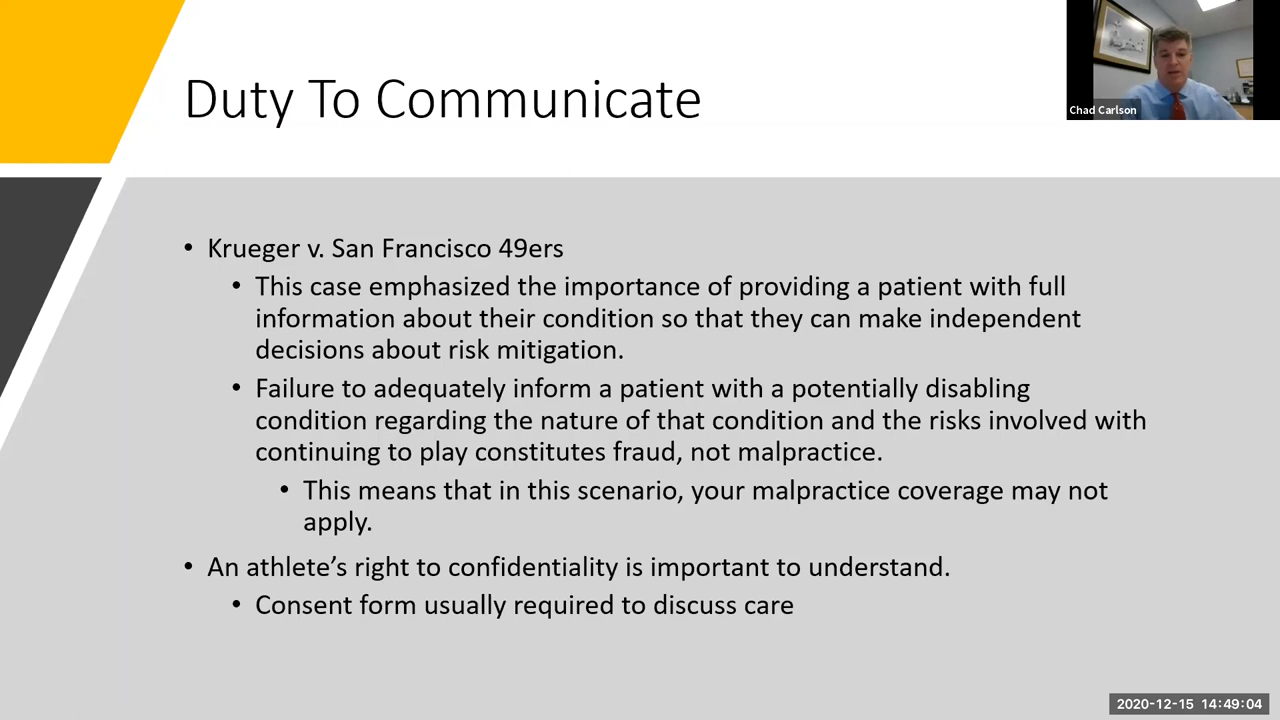 Duty To Communicate
Chad Carlson
• Krueger v. San Francisco 49ers
• This case emphasized the importance of providing a patient with full
information about their condition so that they can make independent
decisions about risk mitigation.
• Failure to adequately inform a patient with a potentially disabling
condition regarding the nature of that condition and the risks involved with
continuing to play constitutes fraud, not malpractice.
• This means that in this scenario, your malpractice coverage may not
apply.
• An athlete’s right to confidentiality is important to understand.
• Consent form usually required to discuss care
2020-12-15 14:49:04